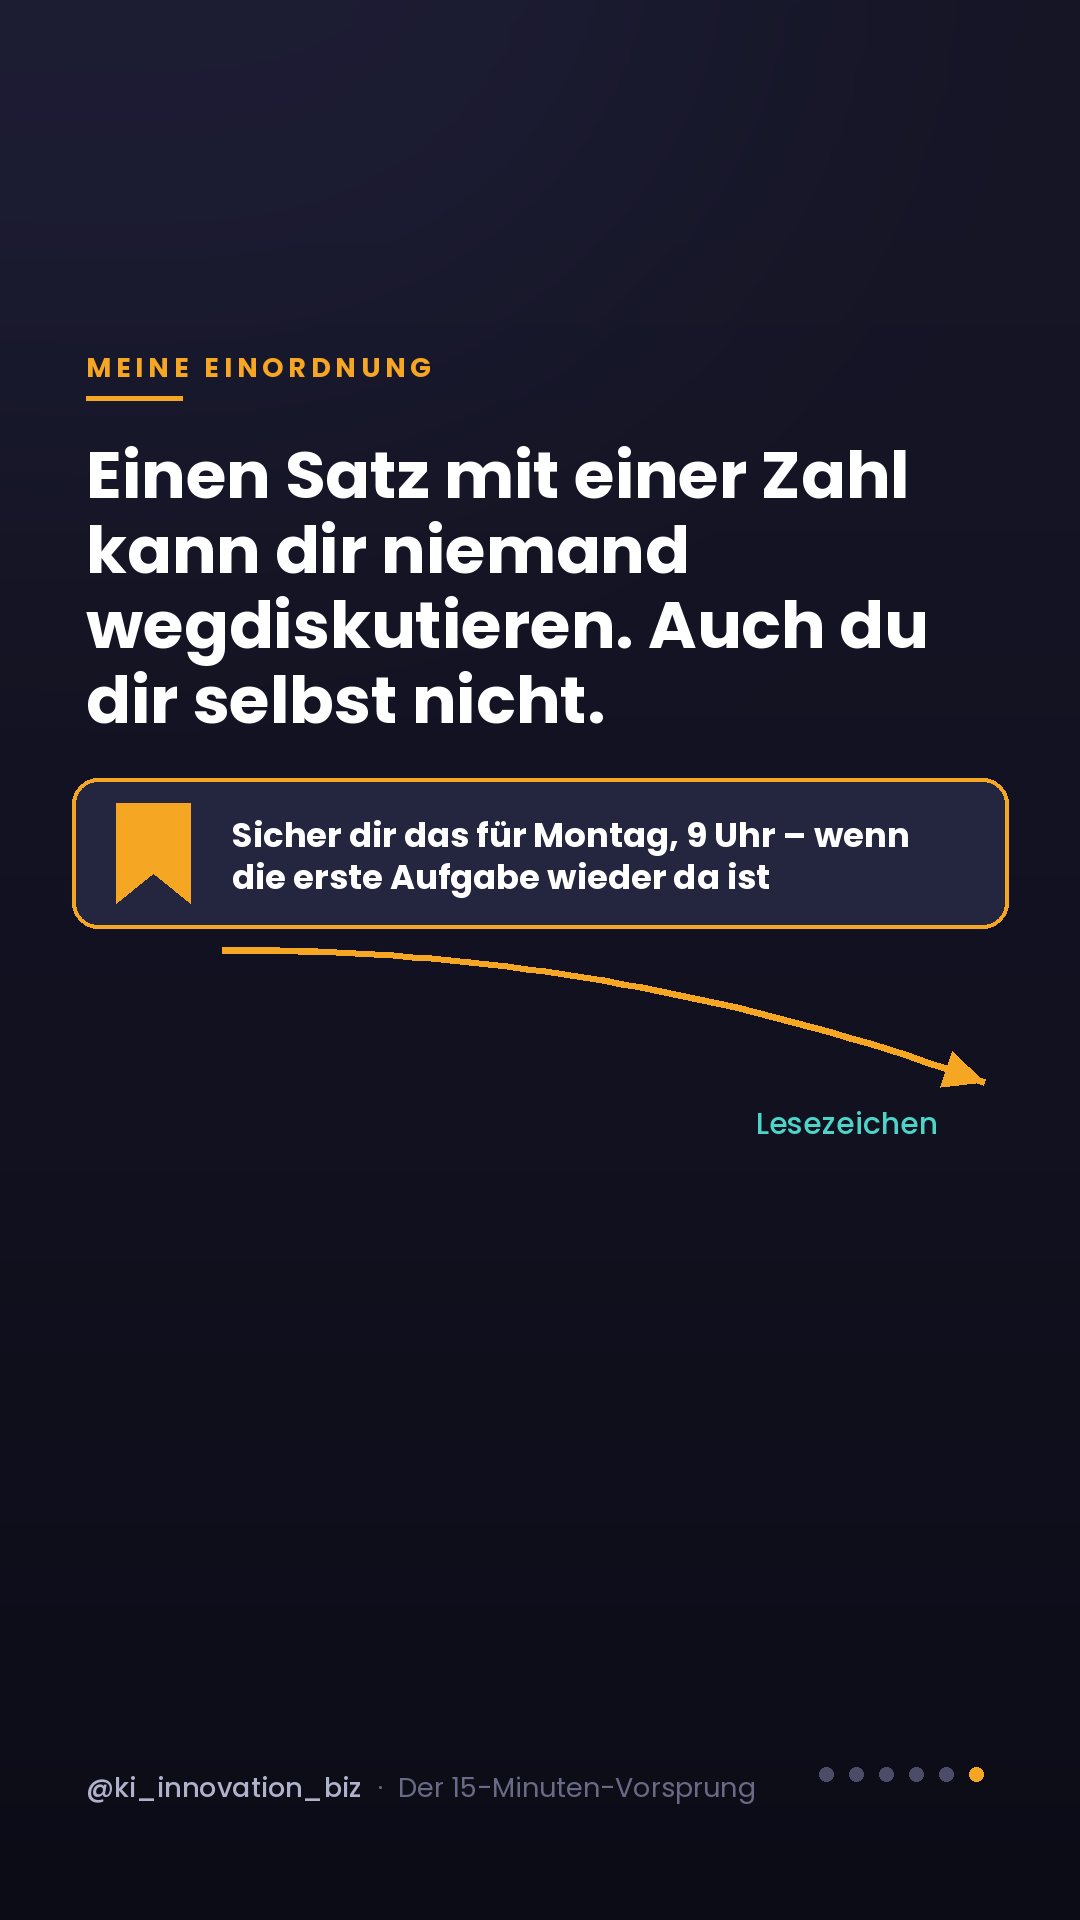 MEINE EINORDNUNG
Einen Satz mit einer Zahl
kann dir niemand
wegdiskutieren. Auch du
dir selbst nicht.
Sicher dir das für Montag, 9 Uhr – wenn
die erste Aufgabe wieder da ist
Lesezeichen
@ki_innovation_biz · Der 15-Minuten-Vorsprung